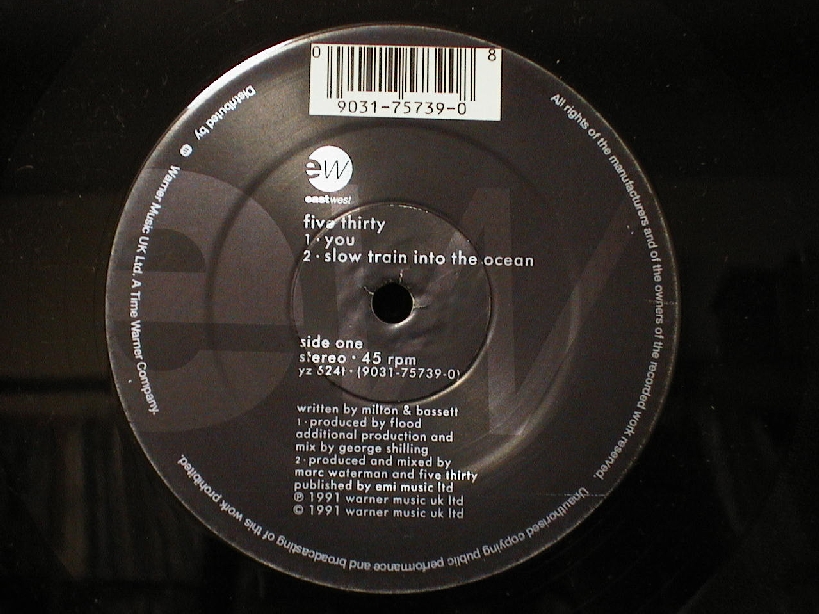 0 8
9031-75739-0
ew
eastwest
five thirty
1 · you
2 · slow train into the ocean
side one
stereo · 45 rpm
yz 624t · (9031-75739-0)
written by milton & bassett
1 · produced by flood
additional production and
mix by george shilling
2 · produced and mixed by
marc waterman and five thirty
published by emi music ltd
℗ 1991 warner music uk ltd
© 1991 warner music uk ltd
All rights of the manufacturers and of the owners of the recorded work reserved.
Unauthorised copying public performance and broadcasting of this work prohibited.
Distributed by Warner Music UK Ltd. A Time Warner Company.
ew